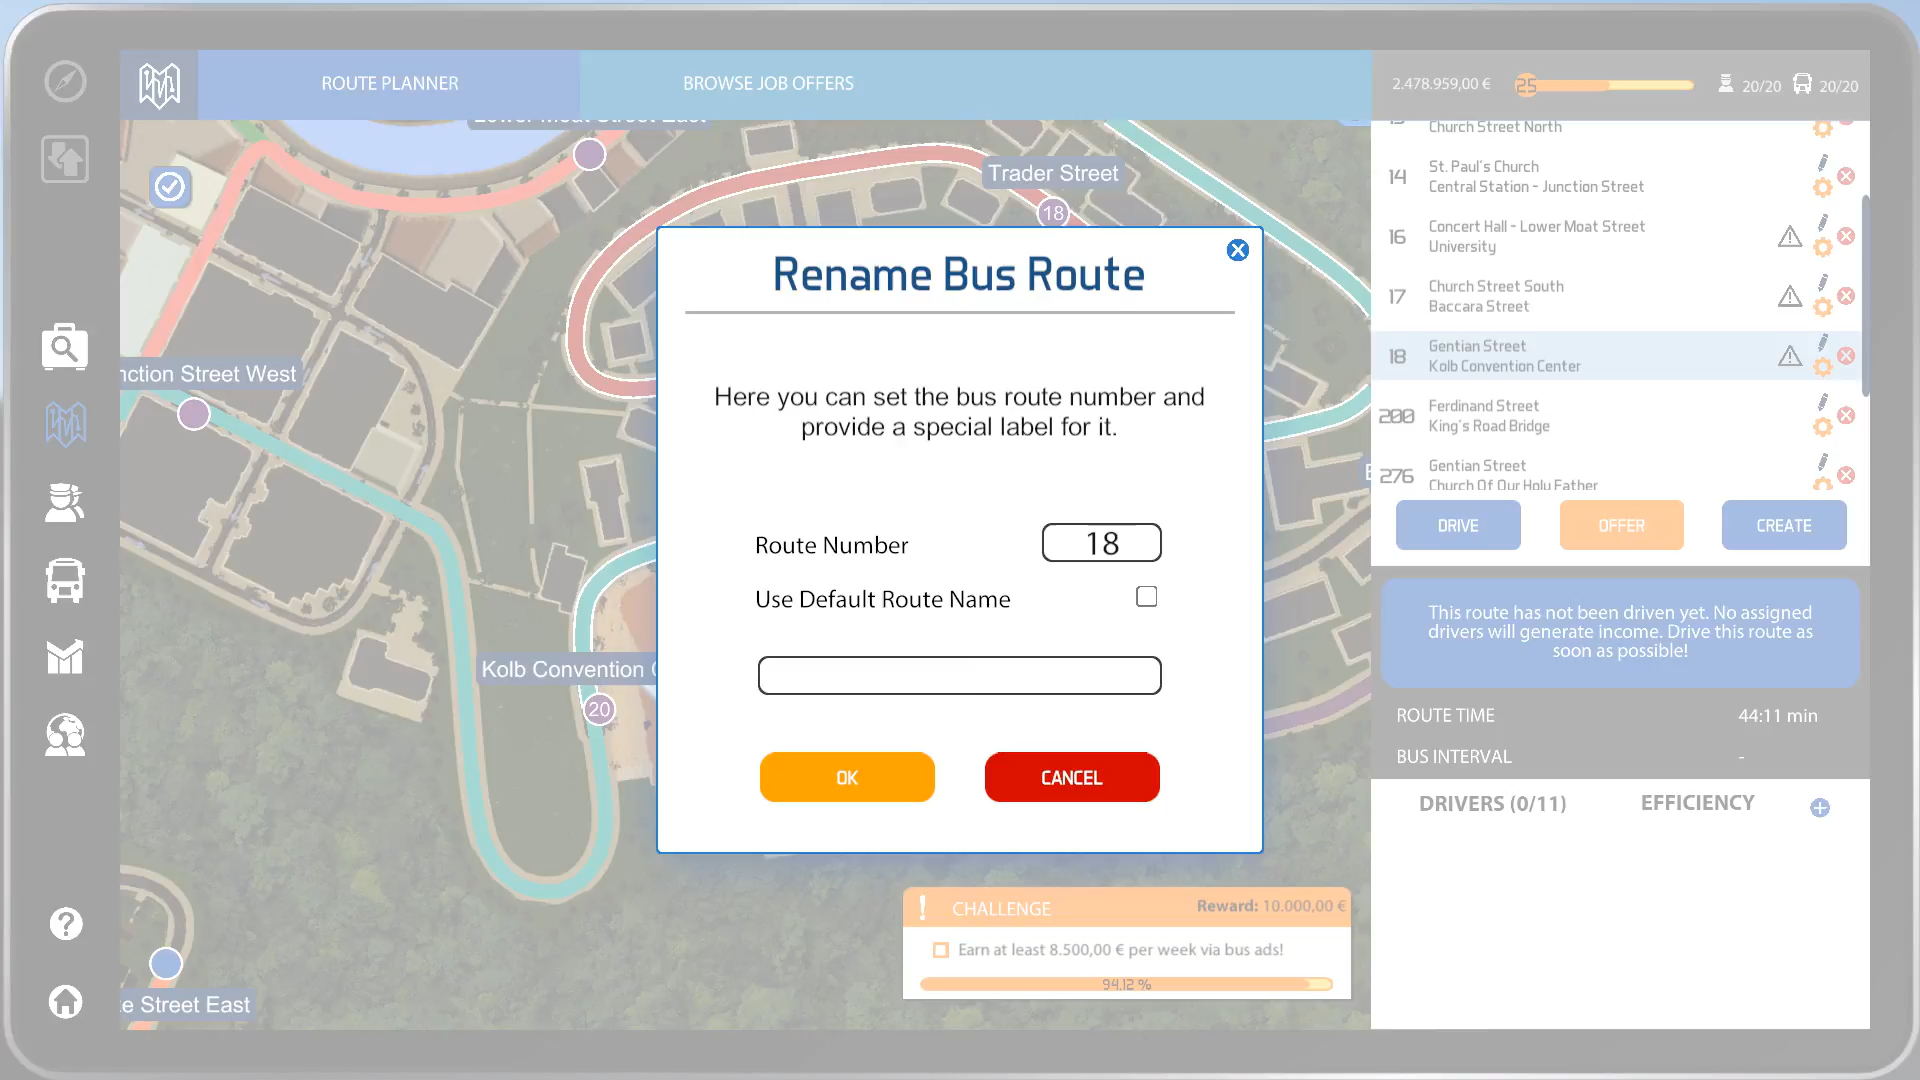 ROUTE PLANNER
BROWSE JOB OFFERS
2.478.959,00 €
25
20/20
20/20
Lower Moat Street East
Trader Street
18
nction Street West
Kolb Convention C
20
e Street East
Church Street North
14
St. Paul's Church
Central Station - Junction Street
16
Concert Hall - Lower Moat Street
University
17
Church Street South
Baccara Street
18
Gentian Street
Kolb Convention Center
200
Ferdinand Street
King's Road Bridge
276
Gentian Street
Church Of Our Holy Father
DRIVE
OFFER
CREATE
This route has not been driven yet. No assigned
drivers will generate income. Drive this route as
soon as possible!
ROUTE TIME
44:11 min
BUS INTERVAL
-
DRIVERS (0/11)
EFFICIENCY
Rename Bus Route
Here you can set the bus route number and
provide a special label for it.
Route Number
18
Use Default Route Name
OK
CANCEL
! CHALLENGE
Reward: 10.000,00 €
Earn at least 8.500,00 € per week via bus ads!
94,12 %